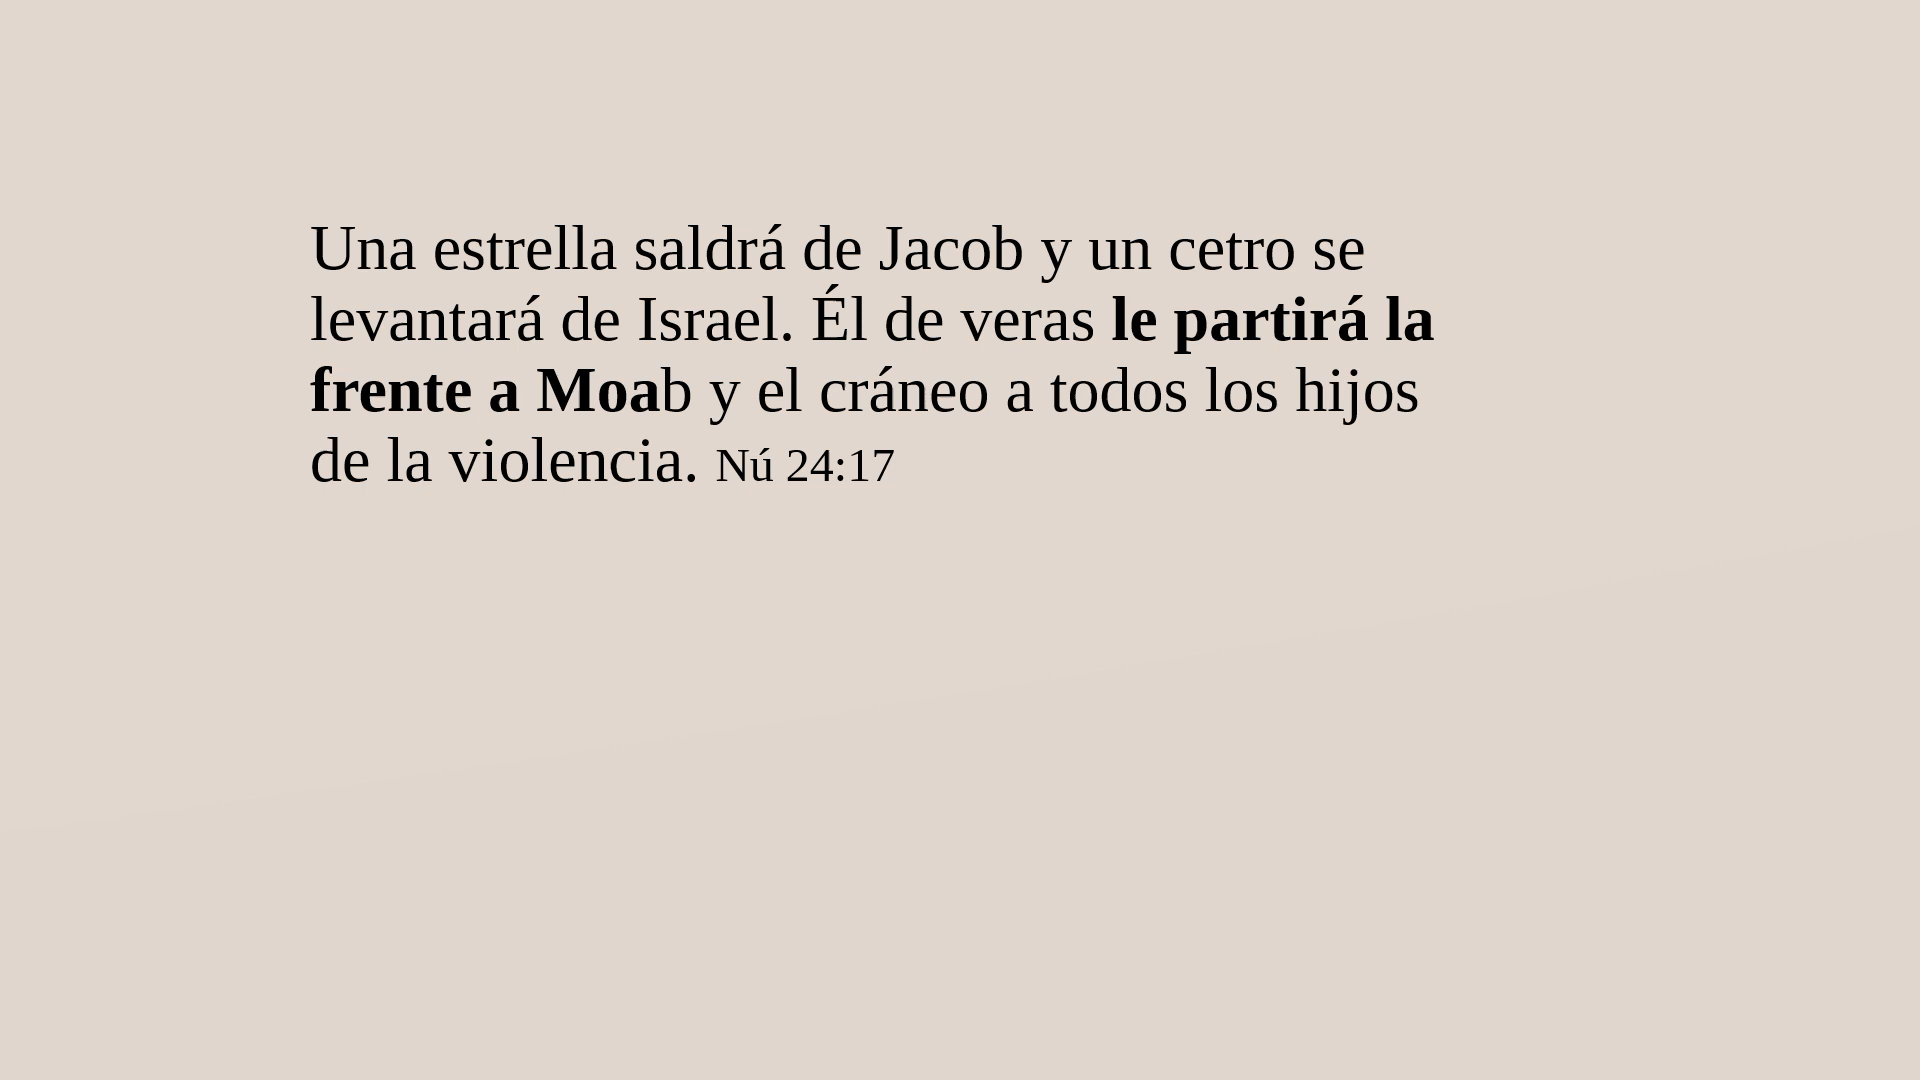 Una estrella saldrá de Jacob y un cetro se
levantará de Israel. Él de veras le partirá la
frente a Moab y el cráneo a todos los hijos
de la violencia. Nú 24:17